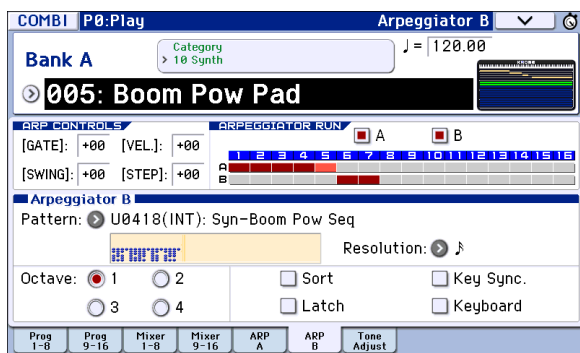 COMBI P0:Play Arpeggiator B
Bank A
Category
10 Synth
♩= 120.00
005: Boom Pow Pad
ARP CONTROLS
[GATE]: +00 [VEL.]: +00
[SWING]: +00 [STEP]: +00
ARPEGGIATOR RUN A B
1 2 3 4 5 6 7 8 9 10 11 12 13 14 15 16
A
B
Arpeggiator B
Pattern: U0418(INT): Syn-Boom Pow Seq
Resolution: ♪
Octave: 1 2
3 4
Sort Key Sync.
Latch Keyboard
Prog 1-8 Prog 9-16 Mixer 1-8 Mixer 9-16 ARP A ARP B Tone Adjust